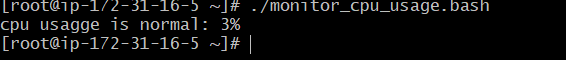 [root@ip-172-31-16-5 ~]# ./monitor_cpu_usage.bash
cpu usagge is normal: 3%
[root@ip-172-31-16-5 ~]#